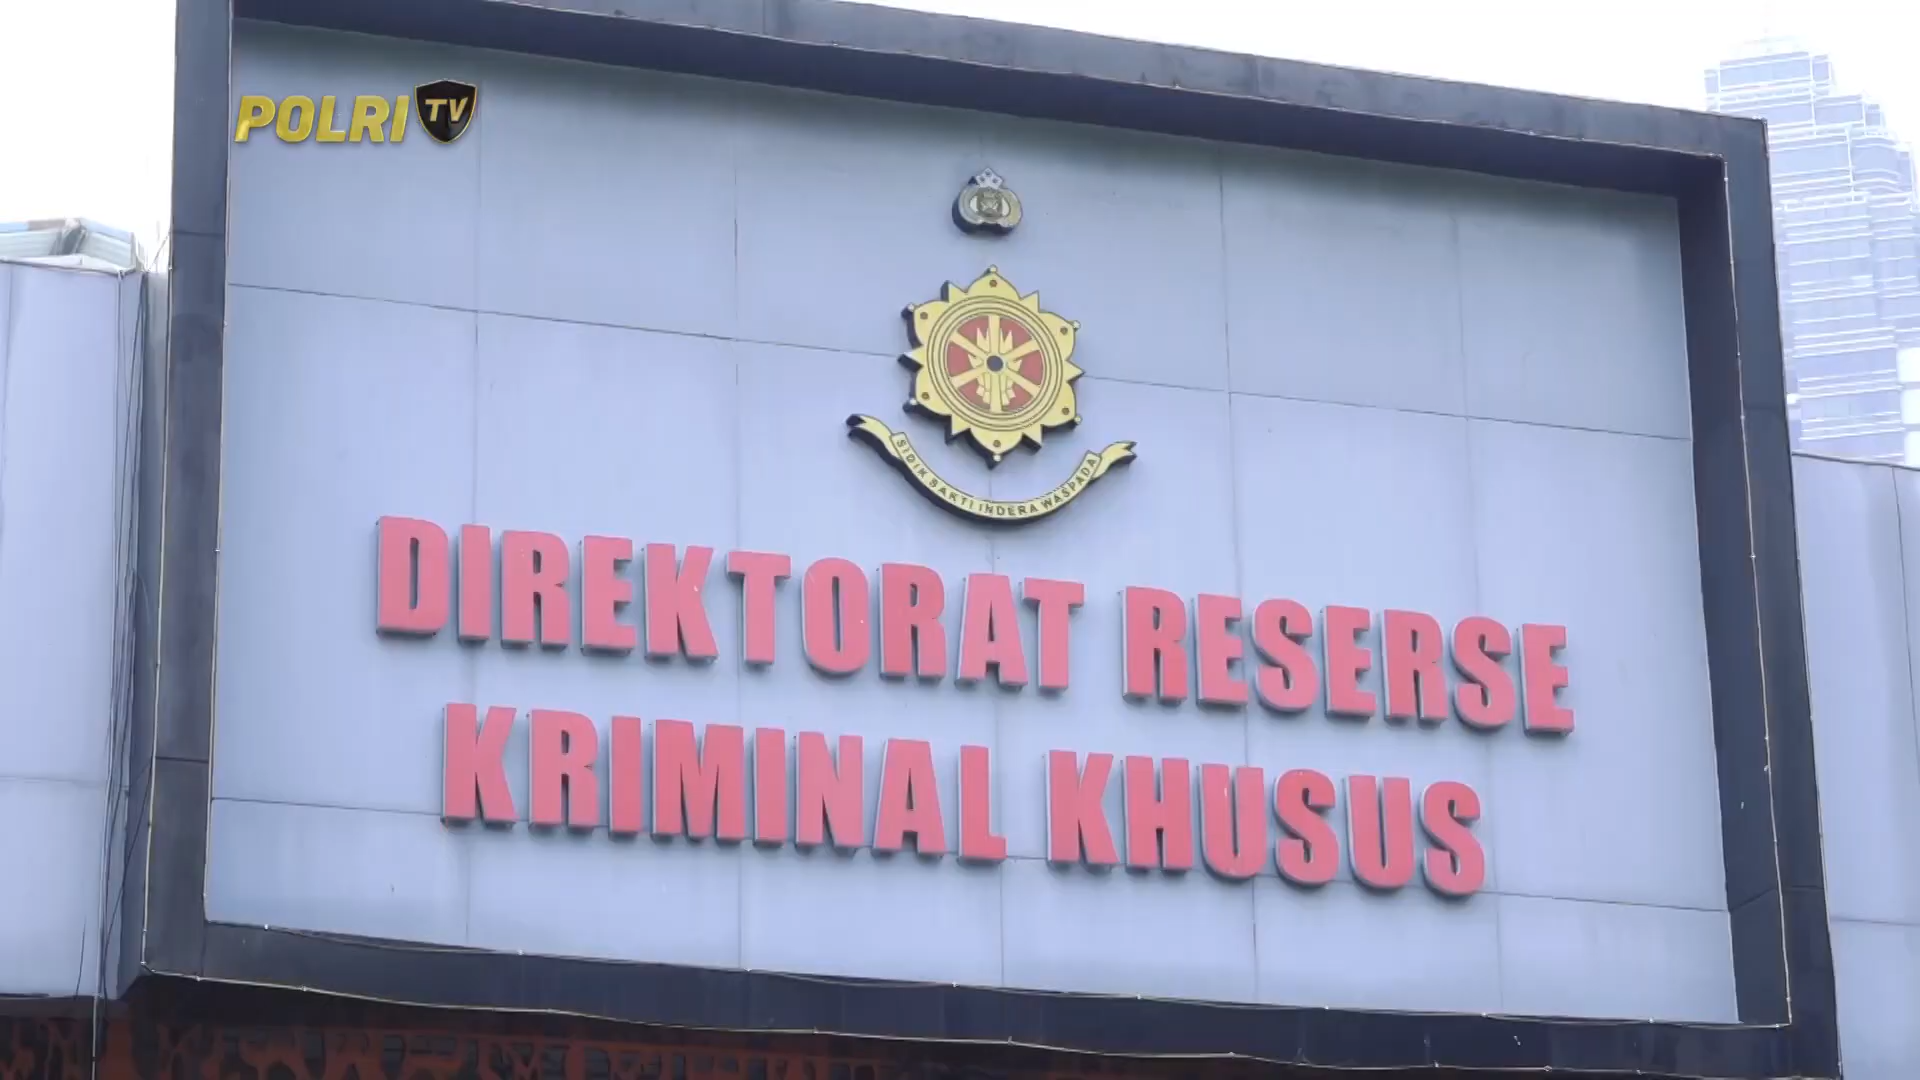 POLRI TV
SIDIK SAKTI INDERA WASPADA
DIREKTORAT RESERSE
KRIMINAL KHUSUS